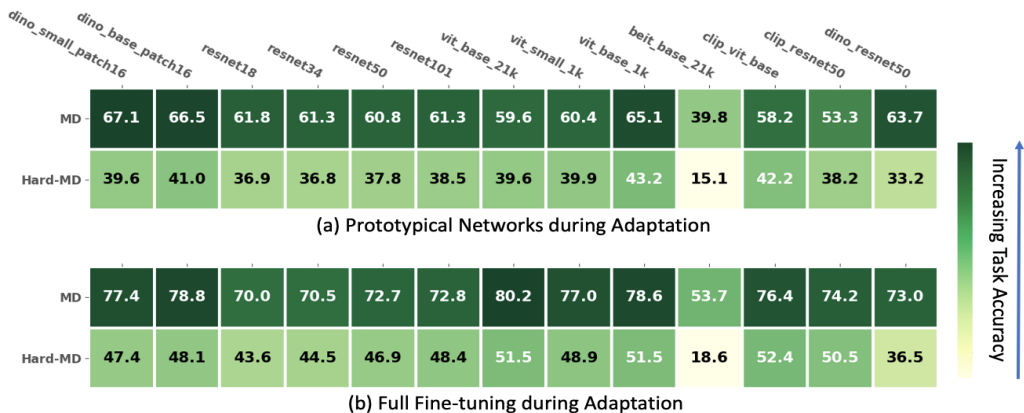 dino_small_patch16 dino_base_patch16 resnet18 resnet34 resnet50 resnet101 vit_base_21k vit_small_1k vit_base_1k beit_base_21k clip_vit_base clip_resnet50 dino_resnet50
MD 67.1 66.5 61.8 61.3 60.8 61.3 59.6 60.4 65.1 39.8 58.2 53.3 63.7
Hard-MD 39.6 41.0 36.9 36.8 37.8 38.5 39.6 39.9 43.2 15.1 42.2 38.2 33.2
(a) Prototypical Networks during Adaptation
MD 77.4 78.8 70.0 70.5 72.7 72.8 80.2 77.0 78.6 53.7 76.4 74.2 73.0
Hard-MD 47.4 48.1 43.6 44.5 46.9 48.4 51.5 48.9 51.5 18.6 52.4 50.5 36.5
(b) Full Fine-tuning during Adaptation
Increasing Task Accuracy